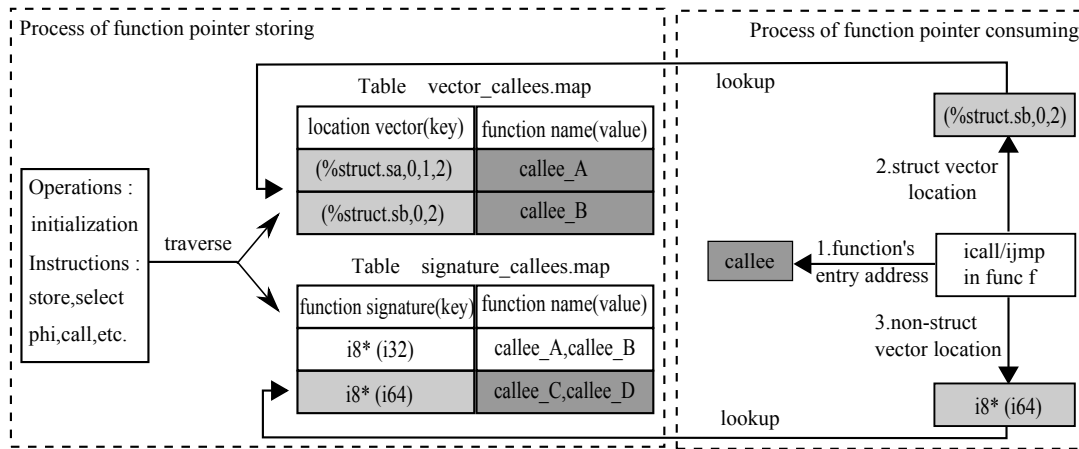 Process of function pointer storing
Process of function pointer consuming
lookup
Table vector_callees.map
location vector(key) function name(value)
(%struct.sa,0,1,2) callee_A
(%struct.sb,0,2) callee_B
Operations :
initialization
Instructions :
store,select
phi,call,etc.
traverse
Table signature_callees.map
function signature(key) function name(value)
i8* (i32) callee_A,callee_B
i8* (i64) callee_C,callee_D
(%struct.sb,0,2)
2.struct vector
location
callee
1.function's
entry address
icall/ijmp
in func f
3.non-struct
vector location
i8* (i64)
lookup